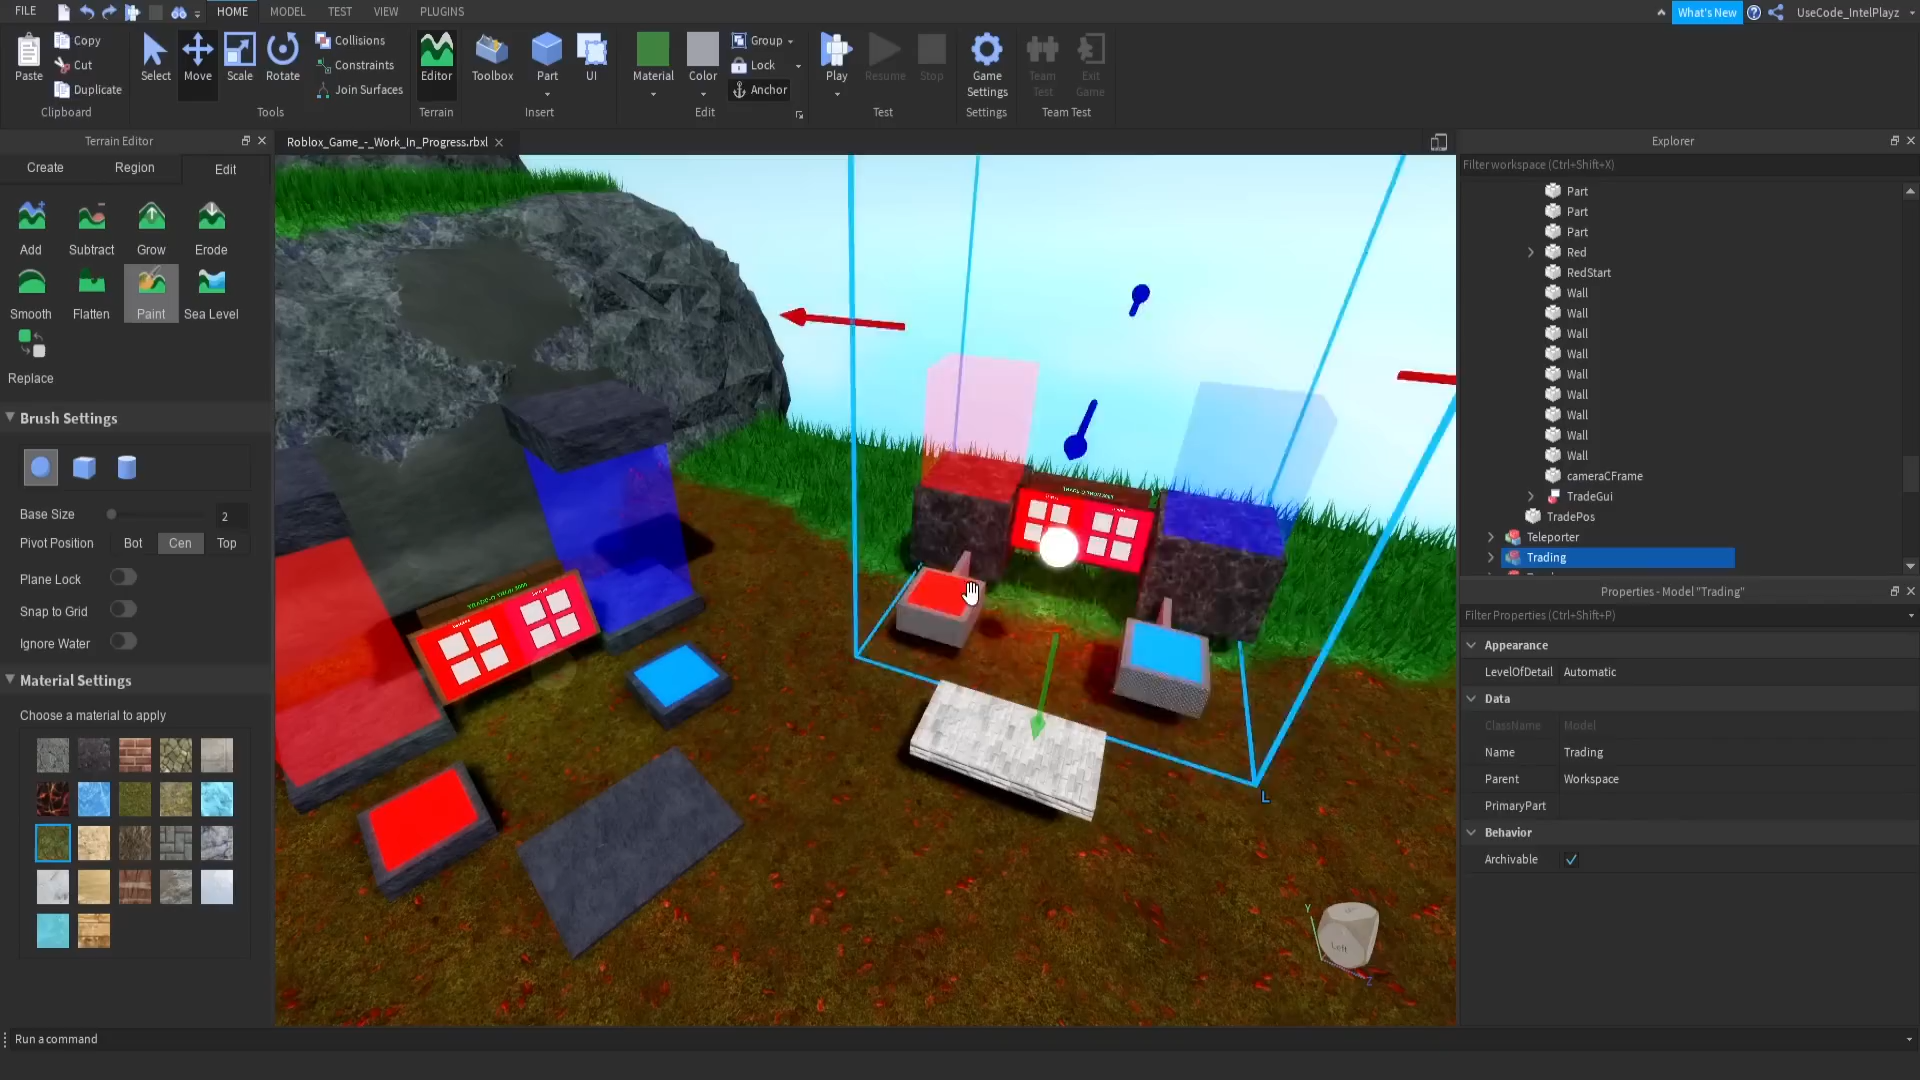 FILE HOME MODEL TEST VIEW PLUGINS What's New UseCode_IntelPlayz
Paste Copy Cut Duplicate Select Move Scale Rotate Collisions Constraints Join Surfaces Editor Toolbox Part UI Material Color Group Lock Anchor Play Resume Stop Game Settings Team Test Exit Game
Clipboard Tools Terrain Insert Edit Test Settings Team Test
Terrain Editor
Roblox_Game_-_Work_In_Progress.rbxl
Create Region Edit
Add Subtract Grow Erode
Smooth Flatten Paint Sea Level
Replace
Brush Settings
Base Size 2
Pivot Position Bot Cen Top
Plane Lock
Snap to Grid
Ignore Water
Material Settings
Choose a material to apply
Left
Y
Z
L
Explorer
Filter workspace (Ctrl+Shift+X)
Part
Part
Part
Red
RedStart
Wall
Wall
Wall
Wall
Wall
Wall
Wall
Wall
Wall
cameraCFrame
TradeGui
TradePos
Teleporter
Trading
Properties - Model "Trading"
Filter Properties (Ctrl+Shift+P)
Appearance
LevelOfDetail Automatic
Data
ClassName Model
Name Trading
Parent Workspace
PrimaryPart
Behavior
Archivable
Run a command